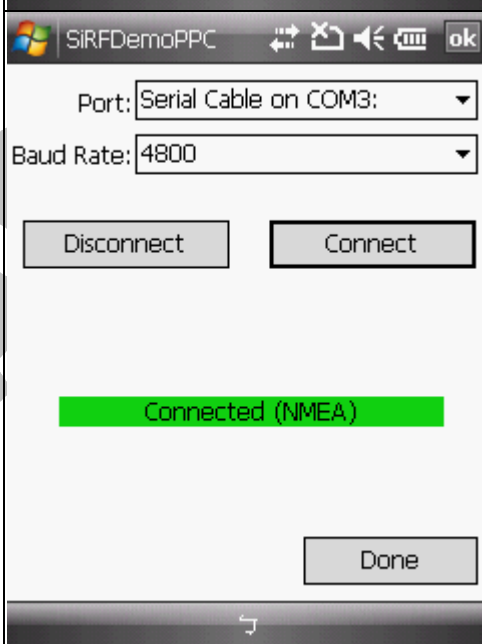 SiRFDemoPPC ok
Port: Serial Cable on COM3:
Baud Rate: 4800
Disconnect Connect
Connected (NMEA)
Done